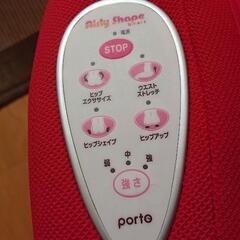 Airly Shape
電源
STOP
ヒップ
エクササイズ
ウエスト
ストレッチ
ヒップシェイプ
ヒップアップ
弱 中 強
強さ
porto